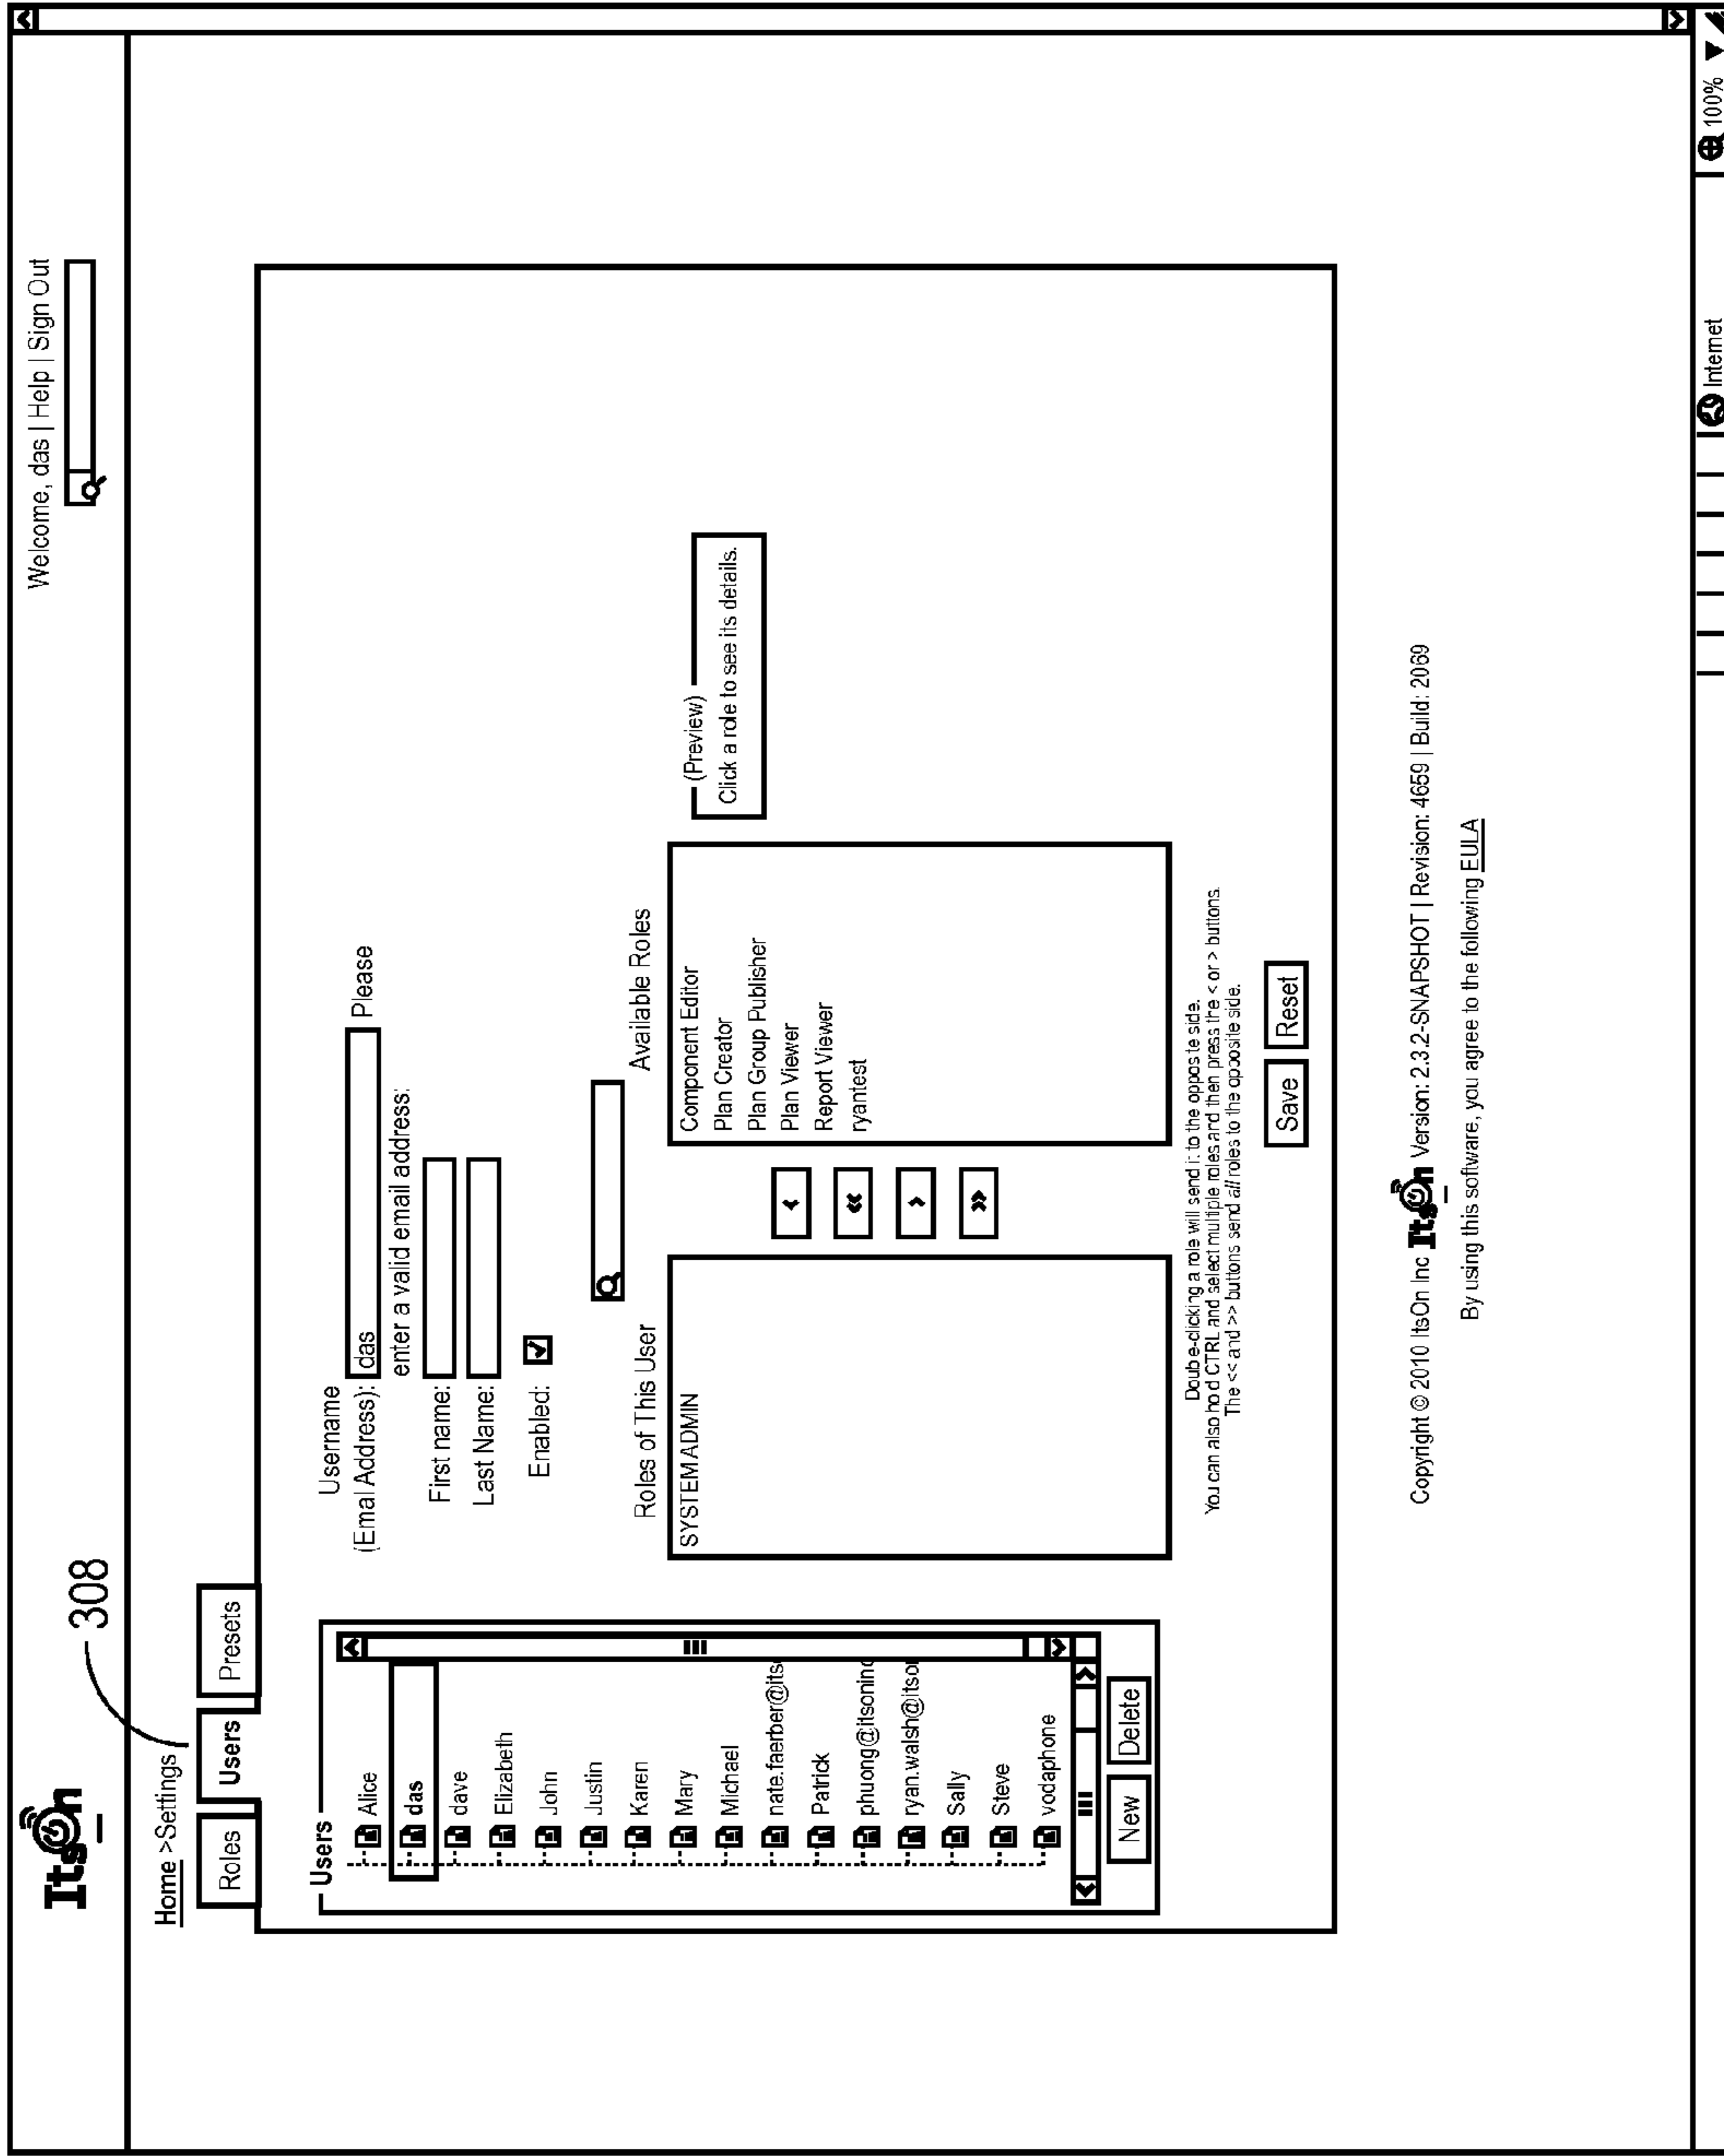 ItsOn
Welcome, das | Help | Sign Out
308
Home >Settings
Roles
Users
Presets
Users
Alice
das
dave
Elizabeth
John
Justin
Karen
Mary
Michael
nate.faerber@its
Patrick
phuong@itsoninc
ryan.walsh@itso
Sally
Steve
vodaphone
New
Delete
Username
(Emal Address): das Please
enter a valid email address:
First name:
Last Name:
Enabled:
Roles of This User
Available Roles
SYSTEM ADMIN
<
<<
>
>>
Component Editor
Plan Creator
Plan Group Publisher
Plan Viewer
Report Viewer
ryantest
(Preview)
Click a role to see its details.
Double-clicking a role will send it to the opposite side.
You can also hold CTRL and select multiple roles and then press the < or > buttons.
The << and >> buttons send all roles to the opposite side.
Save
Reset
Copyright © 2010 ItsOn Inc ItsOn Version: 2.3.2-SNAPSHOT | Revision: 4659 | Build: 2069
By using this software, you agree to the following EULA
Internet
100%